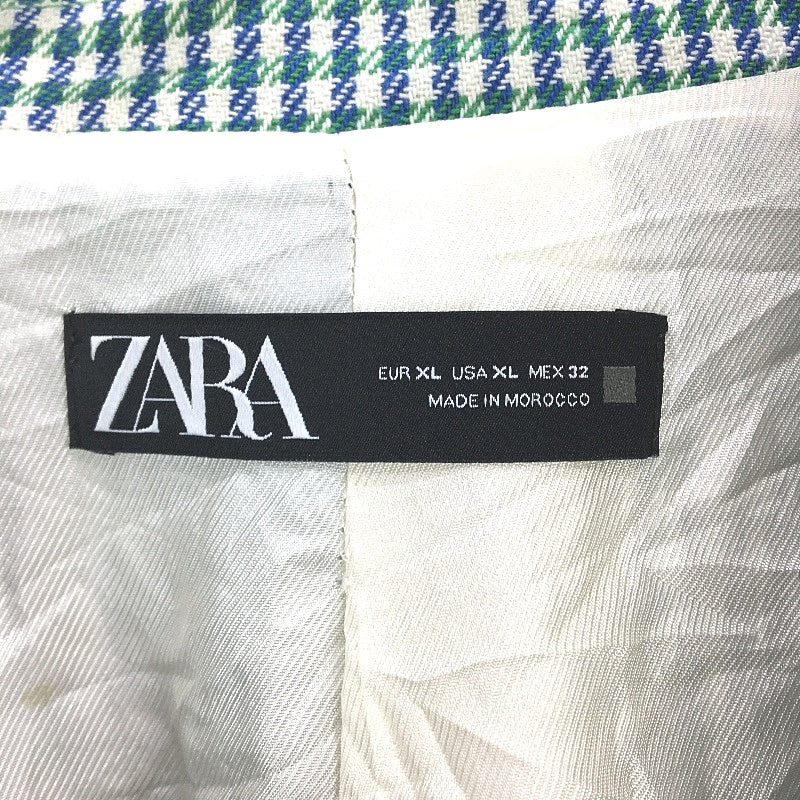 ZARA
EUR XL USA XL MEX 32
MADE IN MOROCCO